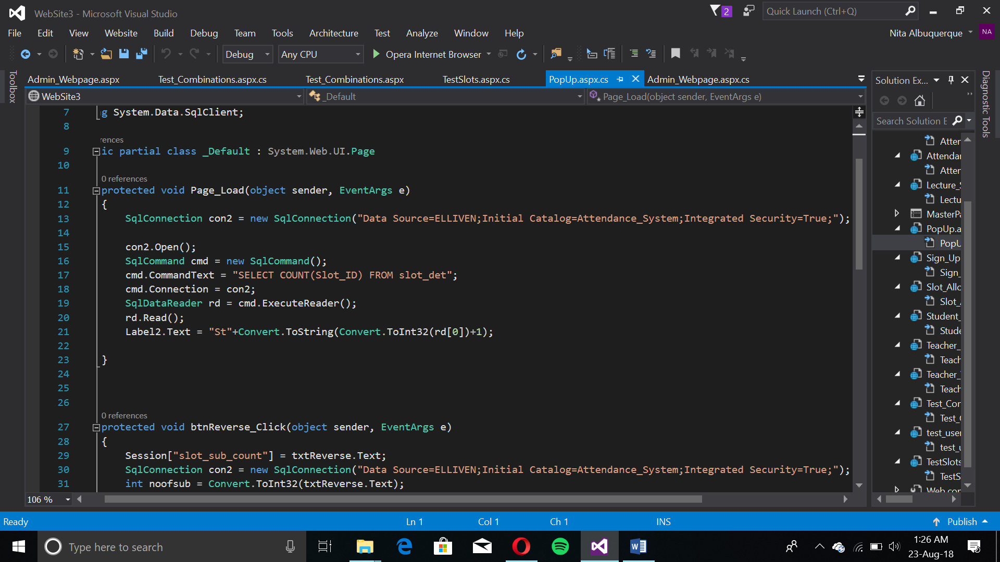 WebSite3 - Microsoft Visual Studio
2
Quick Launch (Ctrl+Q)
File Edit View Website Build Debug Team Tools Architecture Test Analyze Window Help
Nita Albuquerque NA
Debug Any CPU Opera Internet Browser
Toolbox
Admin_Webpage.aspx Test_Combinations.aspx.cs Test_Combinations.aspx TestSlots.aspx.cs PopUp.aspx.cs Admin_Webpage.aspx.cs
WebSite3 _Default Page_Load(object sender, EventArgs e)
7 g System.Data.SqlClient;
8
rences
9 ic partial class _Default : System.Web.UI.Page
10
0 references
11 protected void Page_Load(object sender, EventArgs e)
12 {
13 SqlConnection con2 = new SqlConnection("Data Source=ELLIVEN;Initial Catalog=Attendance_System;Integrated Security=True;");
14
15 con2.Open();
16 SqlCommand cmd = new SqlCommand();
17 cmd.CommandText = "SELECT COUNT(Slot_ID) FROM slot_det";
18 cmd.Connection = con2;
19 SqlDataReader rd = cmd.ExecuteReader();
20 rd.Read();
21 Label2.Text = "St"+Convert.ToString(Convert.ToInt32(rd[0])+1);
22
23 }
24
25
26
0 references
27 protected void btnReverse_Click(object sender, EventArgs e)
28 {
29 Session["slot_sub_count"] = txtReverse.Text;
30 SqlConnection con2 = new SqlConnection("Data Source=ELLIVEN;Initial Catalog=Attendance_System;Integrated Security=True;");
31 int noofsub = Convert.ToInt32(txtReverse.Text);
106 %
Solution Ex...
Search Solution E
Atter
Attendar
Atter
Lecture_S
Lectu
MasterPa
PopUp.a
PopU
Sign_Up
Sign_
Slot_Allo
Slot_
Student_
Stude
Teacher_
Teach
Teacher_
Teach
Test_Cor
Test_
test_user
test_u
TestSlots
TestS
Web.con
Diagnostic Tools
Ready Ln 1 Col 1 Ch 1 INS Publish
Type here to search
1:26 AM
23-Aug-18